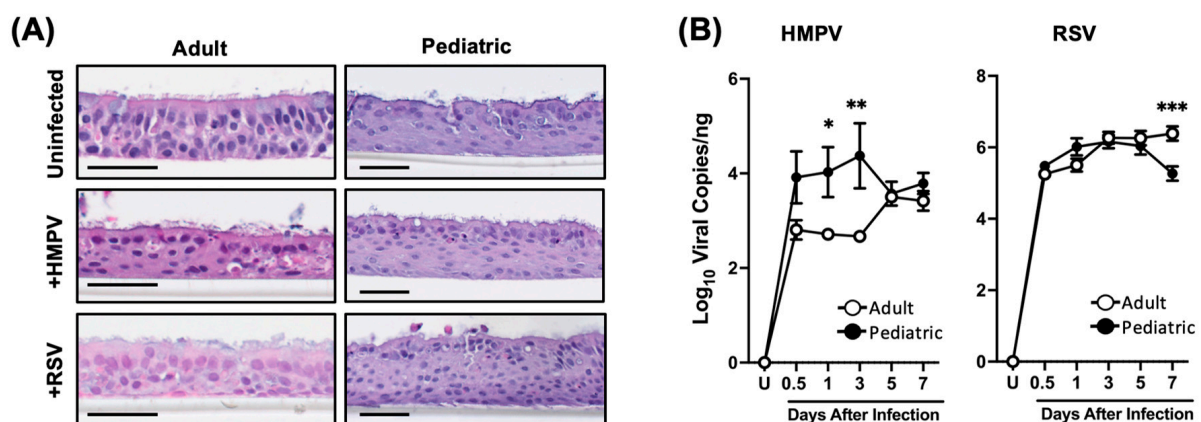 (A)
Adult
Pediatric
Uninfected
+HMPV
+RSV
(B)
HMPV
Log10 Viral Copies/ng
6
4
2
0
**
*
Adult
Pediatric
U 0.5 1 3 5 7
Days After Infection
RSV
8
6
4
2
0
***
Adult
Pediatric
U 0.5 1 3 5 7
Days After Infection